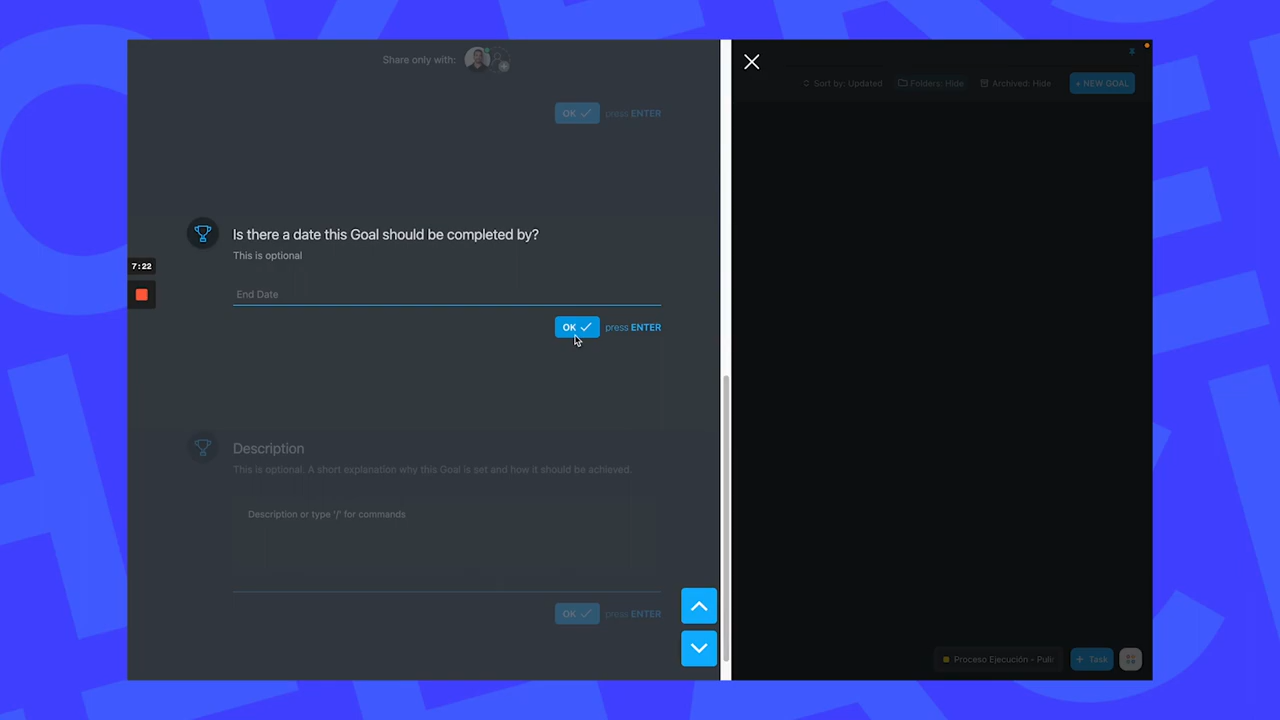 Share only with:
Sort by: Updated
Folders: Hide
Archived: Hide
+ NEW GOAL
OK press ENTER
Is there a date this Goal should be completed by?
This is optional
7:22
End Date
OK press ENTER
Description
This is optional. A short explanation why this Goal is set and how it should be achieved.
Description or type '/' for commands
OK press ENTER
Proceso Ejecución - Puli
+ Task